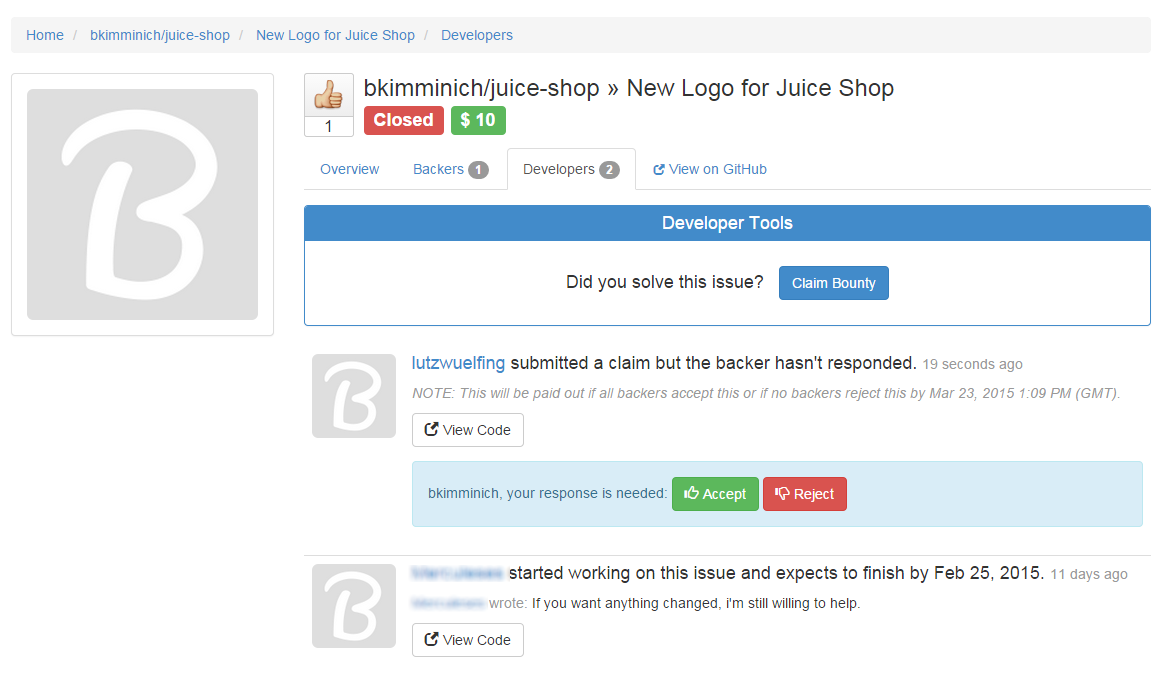 Home / bkimminich/juice-shop / New Logo for Juice Shop / Developers
bkimminich/juice-shop » New Logo for Juice Shop
Closed $ 10
1
Overview Backers 1 Developers 2 View on GitHub
Developer Tools
Did you solve this issue? Claim Bounty
lutzwuelfing submitted a claim but the backer hasn't responded. 19 seconds ago
NOTE: This will be paid out if all backers accept this or if no backers reject this by Mar 23, 2015 1:09 PM (GMT).
View Code
bkimminich, your response is needed: Accept Reject
started working on this issue and expects to finish by Feb 25, 2015. 11 days ago
wrote: If you want anything changed, i'm still willing to help.
View Code